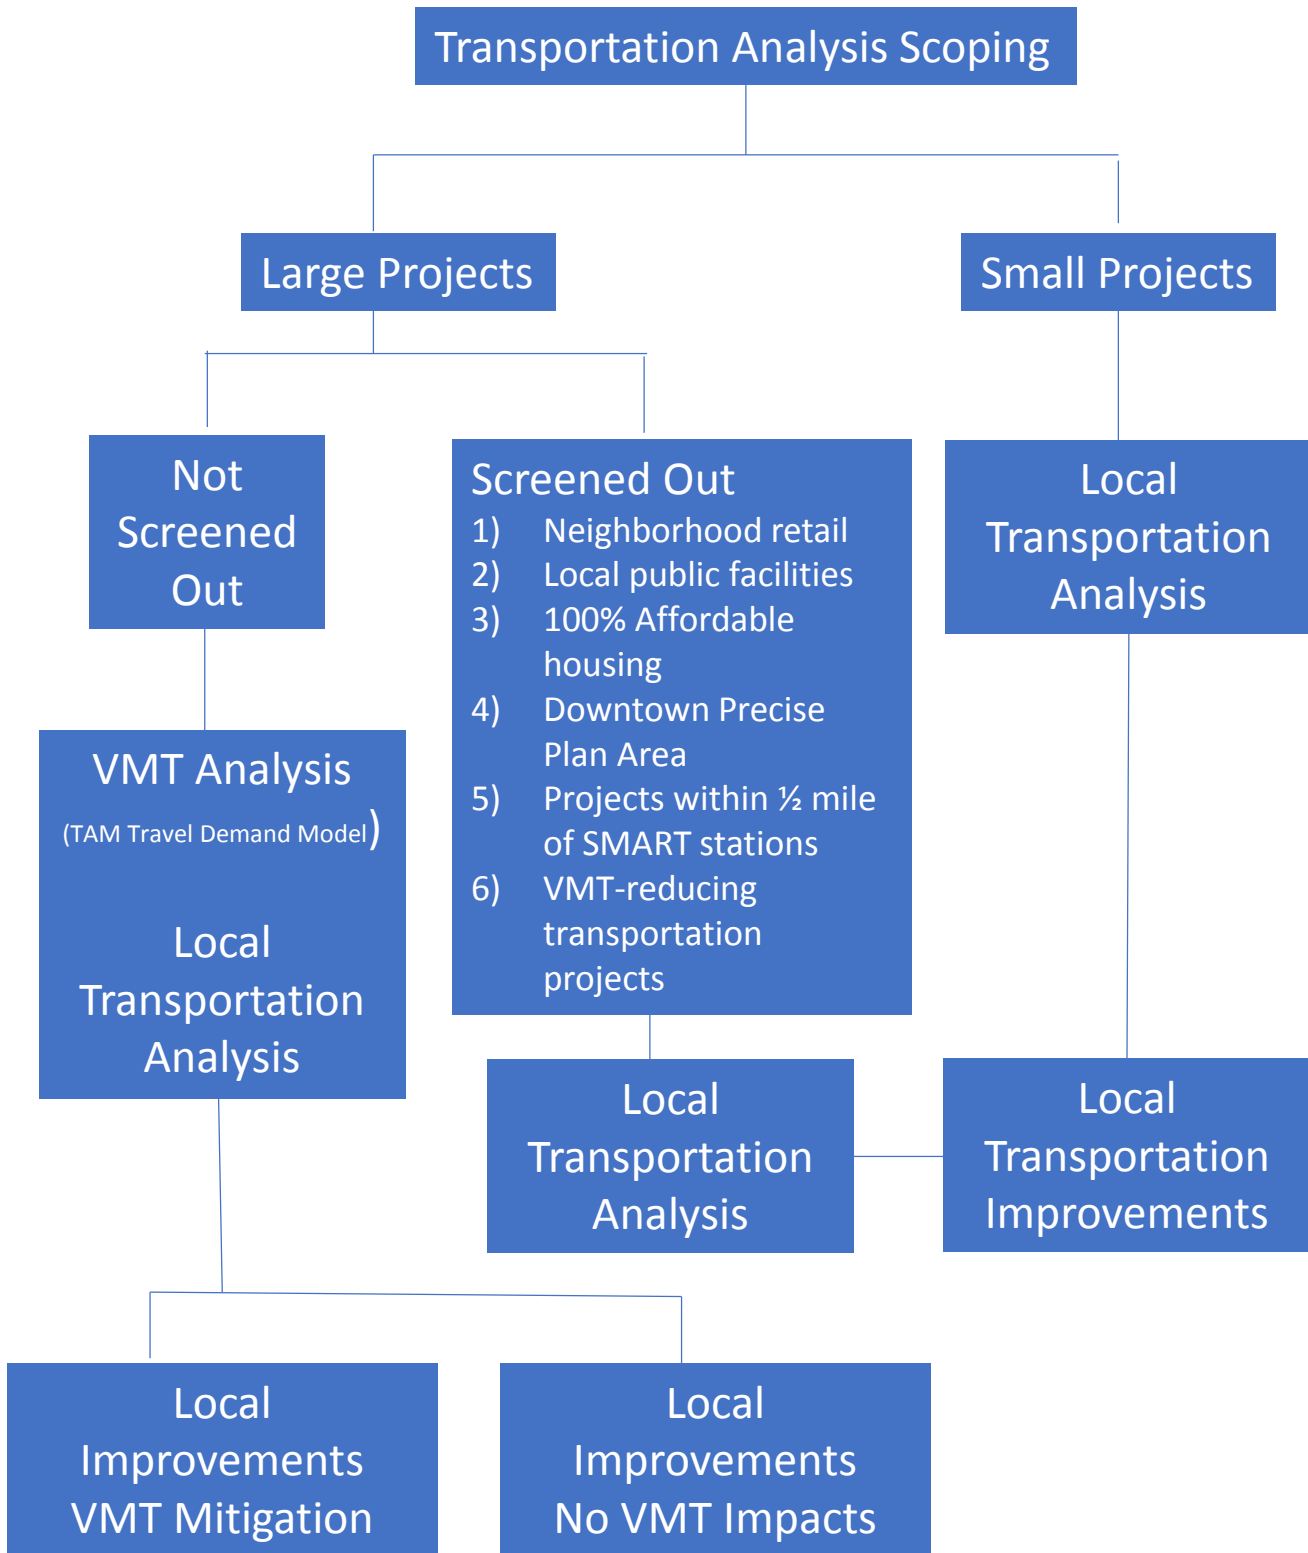 Transportation Analysis Scoping
Large Projects
Small Projects
Not
Screened
Out
Screened Out
1) Neighborhood retail
2) Local public facilities
3) 100% Affordable
housing
4) Downtown Precise
Plan Area
5) Projects within ½ mile
of SMART stations
6) VMT-reducing
transportation
projects
Local
Transportation
Analysis
VMT Analysis
(TAM Travel Demand Model)
Local
Transportation
Analysis
Local
Transportation
Analysis
Local
Transportation
Improvements
Local
Improvements
VMT Mitigation
Local
Improvements
No VMT Impacts